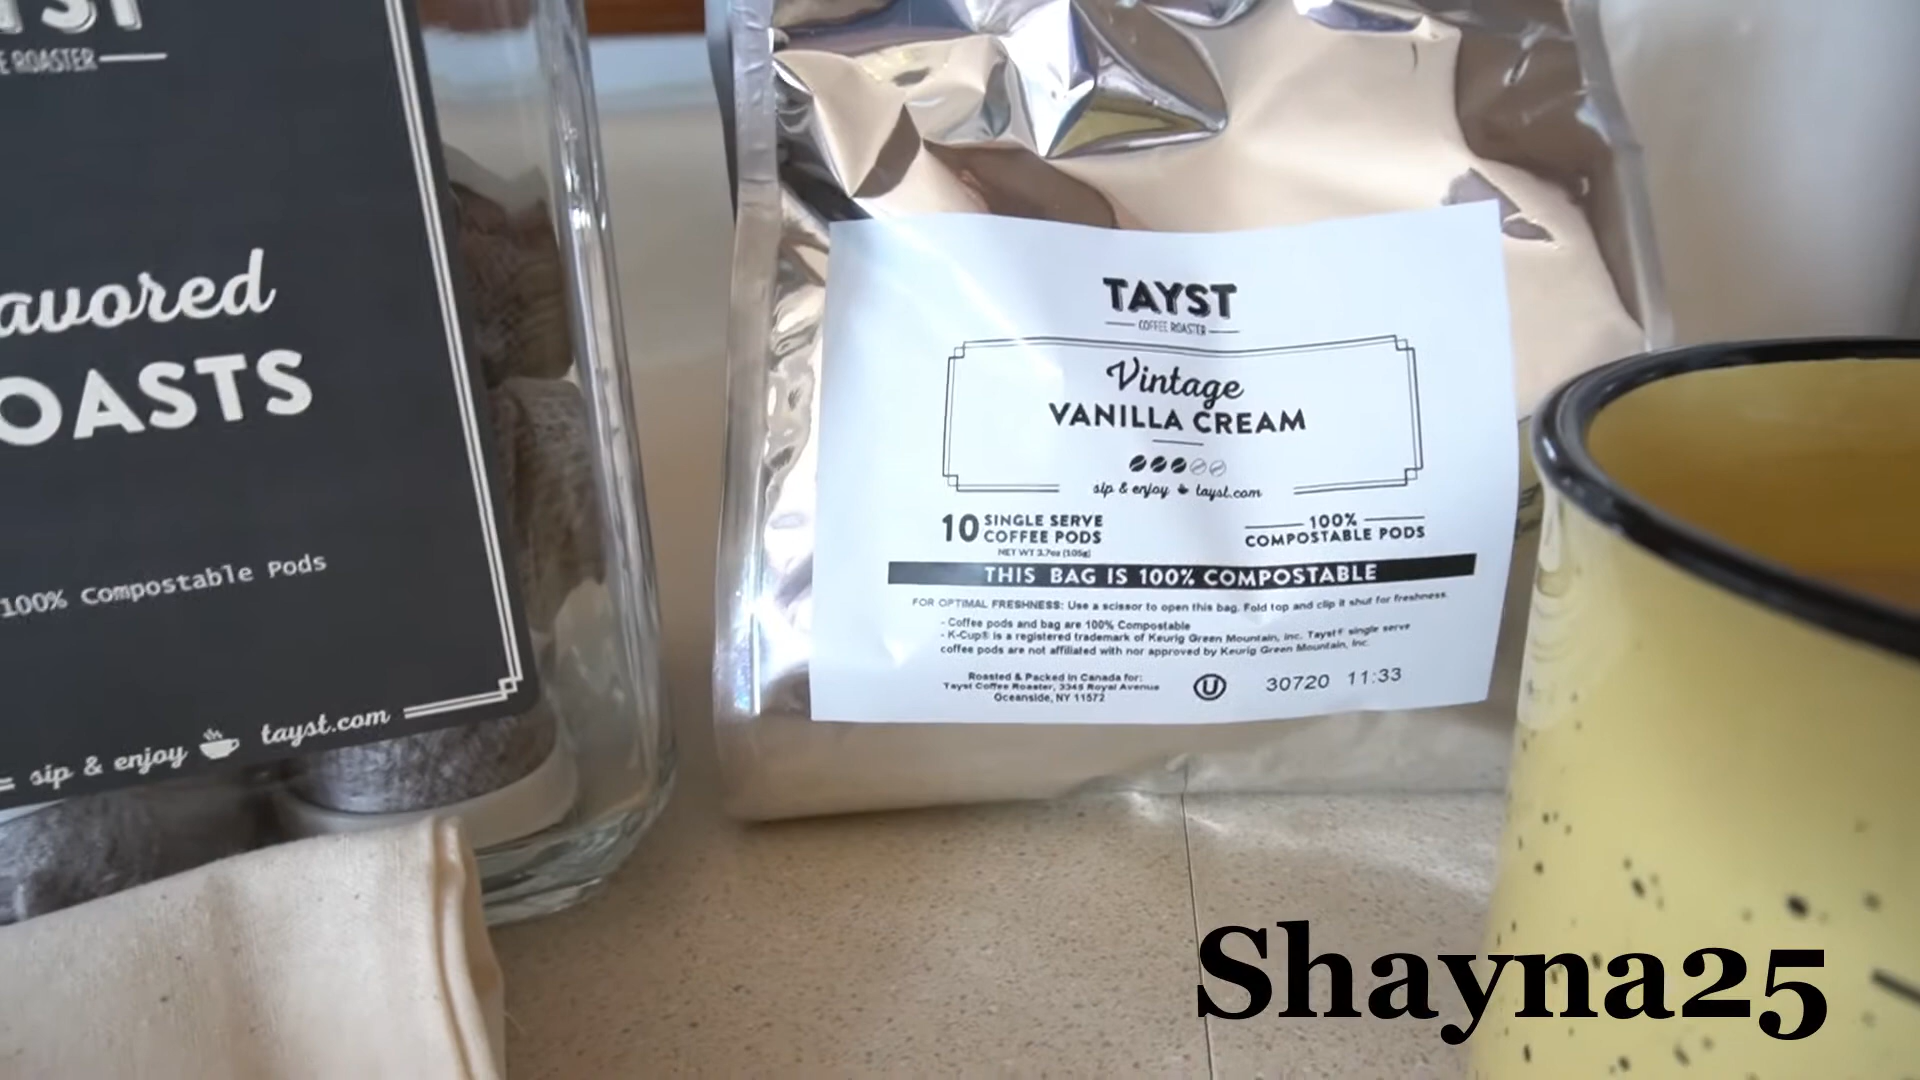 E ROASTER
avored
OASTS
100% Compostable Pods
sip & enjoy tayst.com
TAYST
COFFEE ROASTER
Vintage
VANILLA CREAM
sip & enjoy tayst.com
10 SINGLE SERVE
COFFEE PODS
NET WT 3.7oz (105g)
100%
COMPOSTABLE PODS
THIS BAG IS 100% COMPOSTABLE
FOR OPTIMAL FRESHNESS: Use a scissor to open this bag. Fold top and clip it shut for freshness.
- Coffee pods and bag are 100% Compostable
- K-Cup® is a registered trademark of Keurig Green Mountain, Inc. Tayst® single serve
coffee pods are not affiliated with nor approved by Keurig Green Mountain, Inc.
Roasted & Packed in Canada for:
Tayst Coffee Roaster, 3345 Royal Avenue
Oceanside, NY 11572
U
30720 11:33
Shayna25